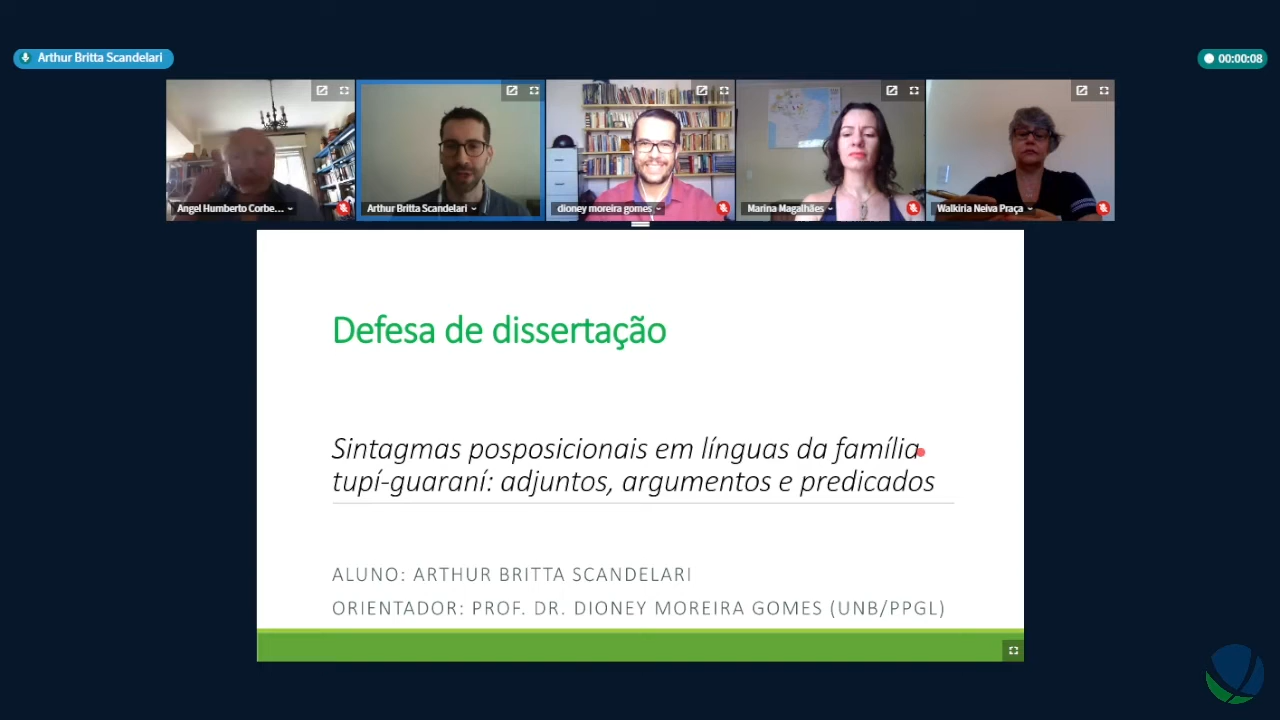 Arthur Britta Scandelari
00:00:08
Angel Humberto Corbe...
Arthur Britta Scandelari
dioney moreira gomes
Marina Magalhães
Walkiria Neiva Praça
Defesa de dissertação
Sintagmas posposicionais em línguas da família
tupí-guaraní: adjuntos, argumentos e predicados
ALUNO: ARTHUR BRITTA SCANDELARI
ORIENTADOR: PROF. DR. DIONEY MOREIRA GOMES (UNB/PPGL)